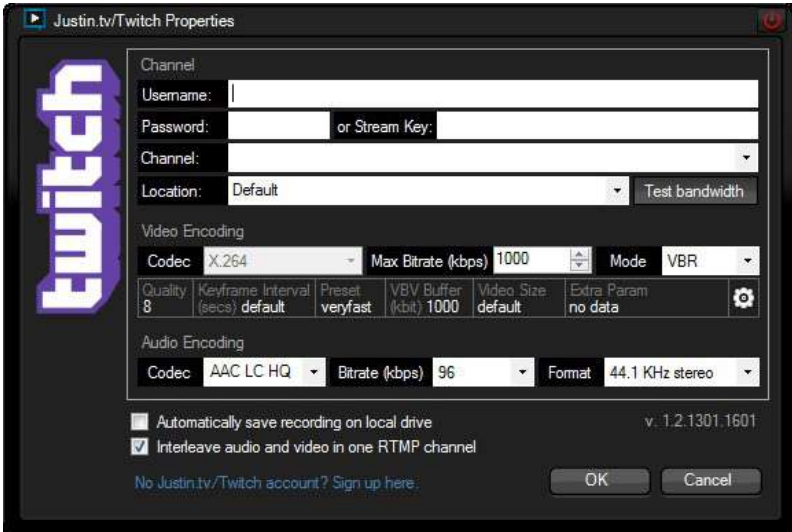 Justin.tv/Twitch Properties
twitch
Channel
Username:
Password: or Stream Key:
Channel:
Location: Default Test bandwidth
Video Encoding
Codec X.264 Max Bitrate (kbps) 1000 Mode VBR
Quality Keyframe Interval Preset VBV Buffer Video Size Extra Param
8 (secs) default veryfast (kbit) 1000 default no data
Audio Encoding
Codec AAC LC HQ Bitrate (kbps) 96 Format 44.1 KHz stereo
Automatically save recording on local drive v. 1.2.1301.1601
Interleave audio and video in one RTMP channel
No Justin.tv/Twitch account? Sign up here. OK Cancel